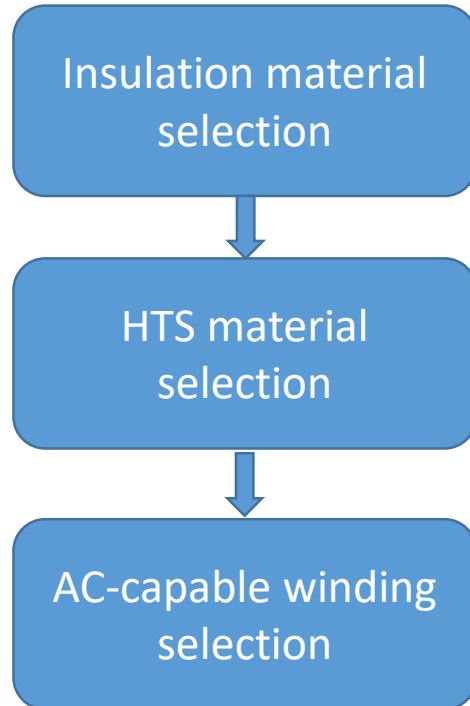 Insulation material
selection
HTS material
selection
AC-capable winding
selection